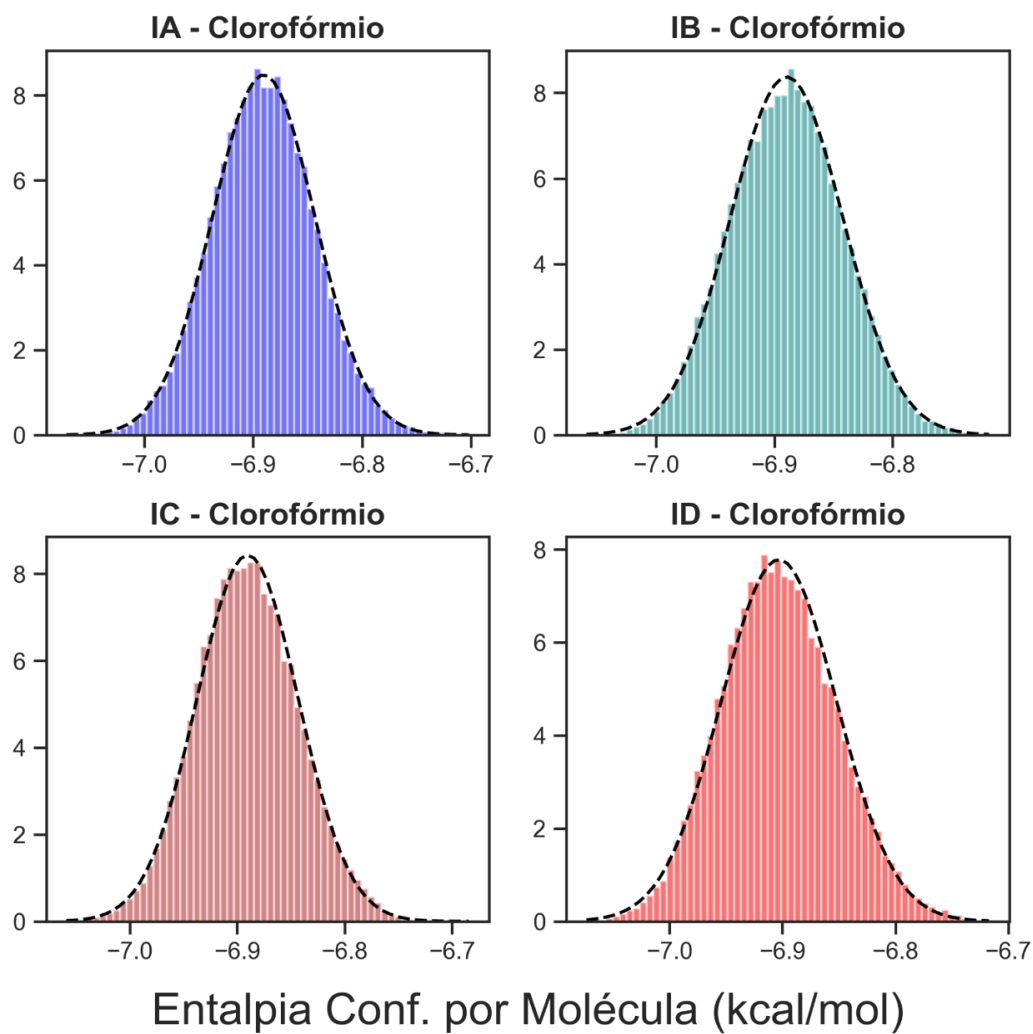 IA - Clorofórmio
8
6
4
2
0
−7.0 −6.9 −6.8 −6.7
IB - Clorofórmio
8
6
4
2
0
−7.0 −6.9 −6.8
IC - Clorofórmio
8
6
4
2
0
−7.0 −6.9 −6.8 −6.7
ID - Clorofórmio
8
6
4
2
0
−7.0 −6.9 −6.8 −6.7
Entalpia Conf. por Molécula (kcal/mol)